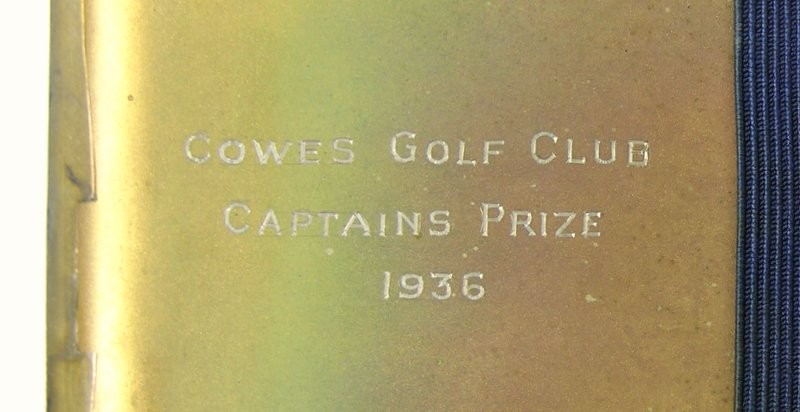 COWES GOLF CLUB
CAPTAINS PRIZE
1936